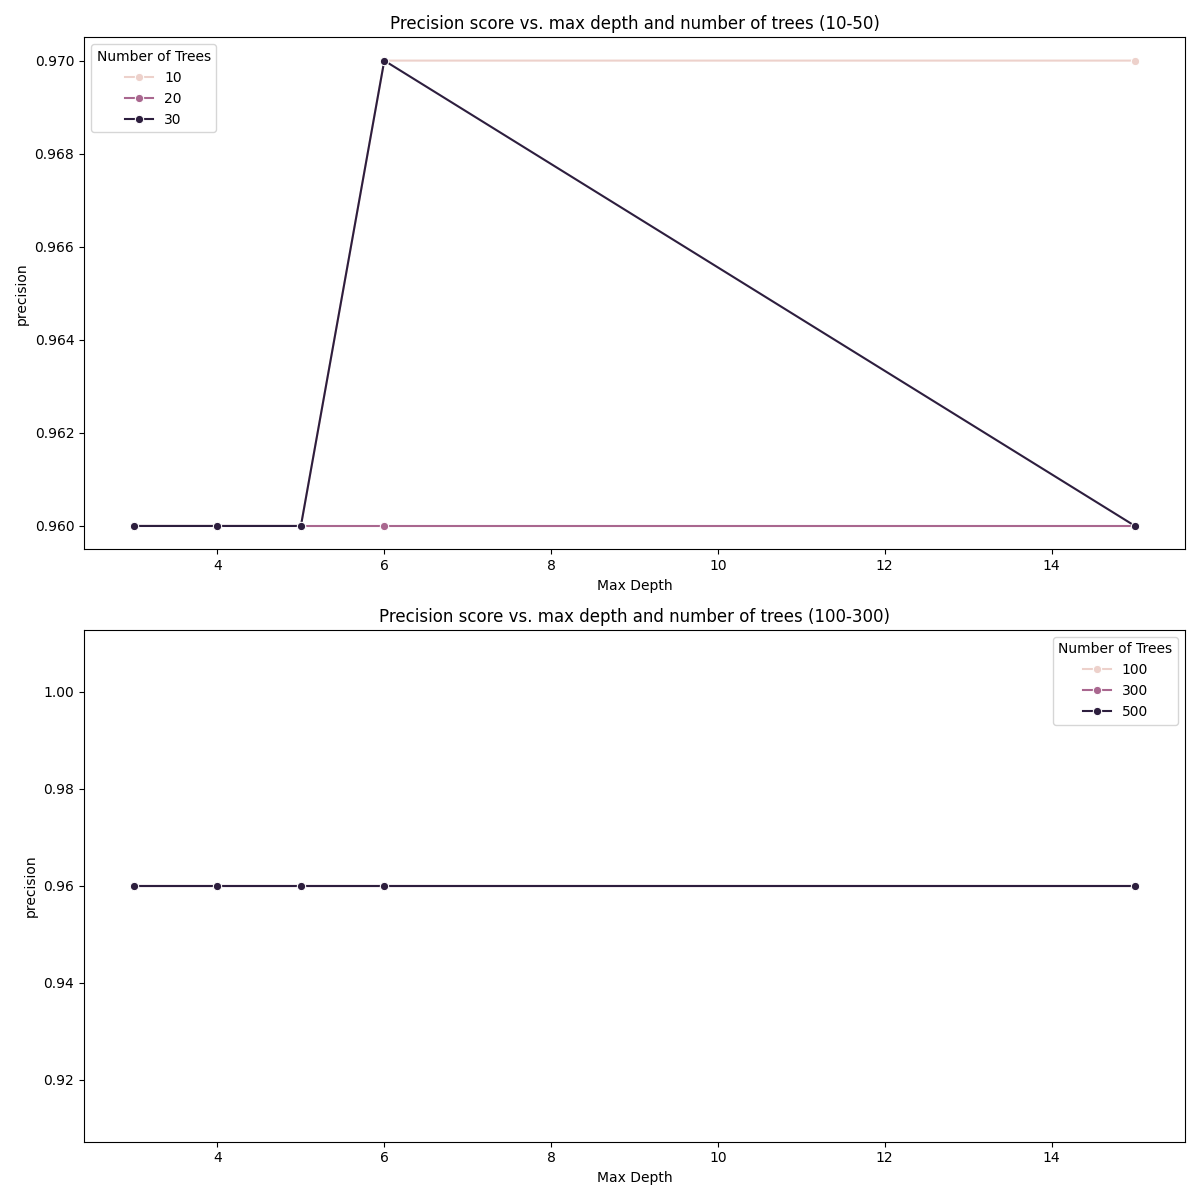 Precision score vs. max depth and number of trees (10-50)
Number of Trees
10
20
30
0.970
0.968
0.966
0.964
0.962
0.960
precision
4 6 8 10 12 14
Max Depth
Precision score vs. max depth and number of trees (100-300)
Number of Trees
100
300
500
1.00
0.98
0.96
0.94
0.92
precision
4 6 8 10 12 14
Max Depth